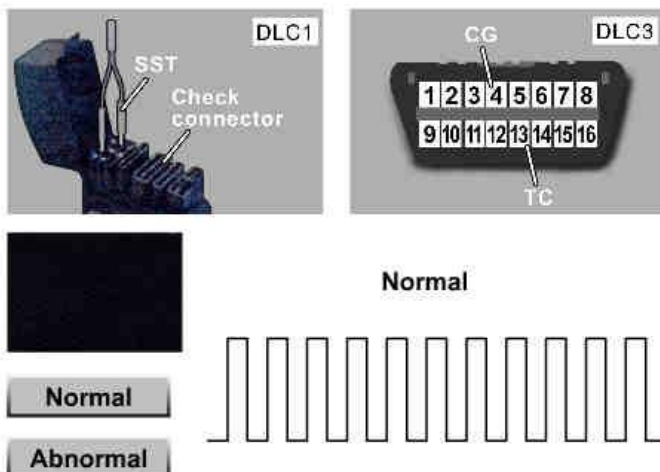 DLC1
SST
Check
connector
DLC3
CG
1 2 3 4 5 6 7 8
9 10 11 12 13 14 15 16
TC
Normal
Normal
Abnormal